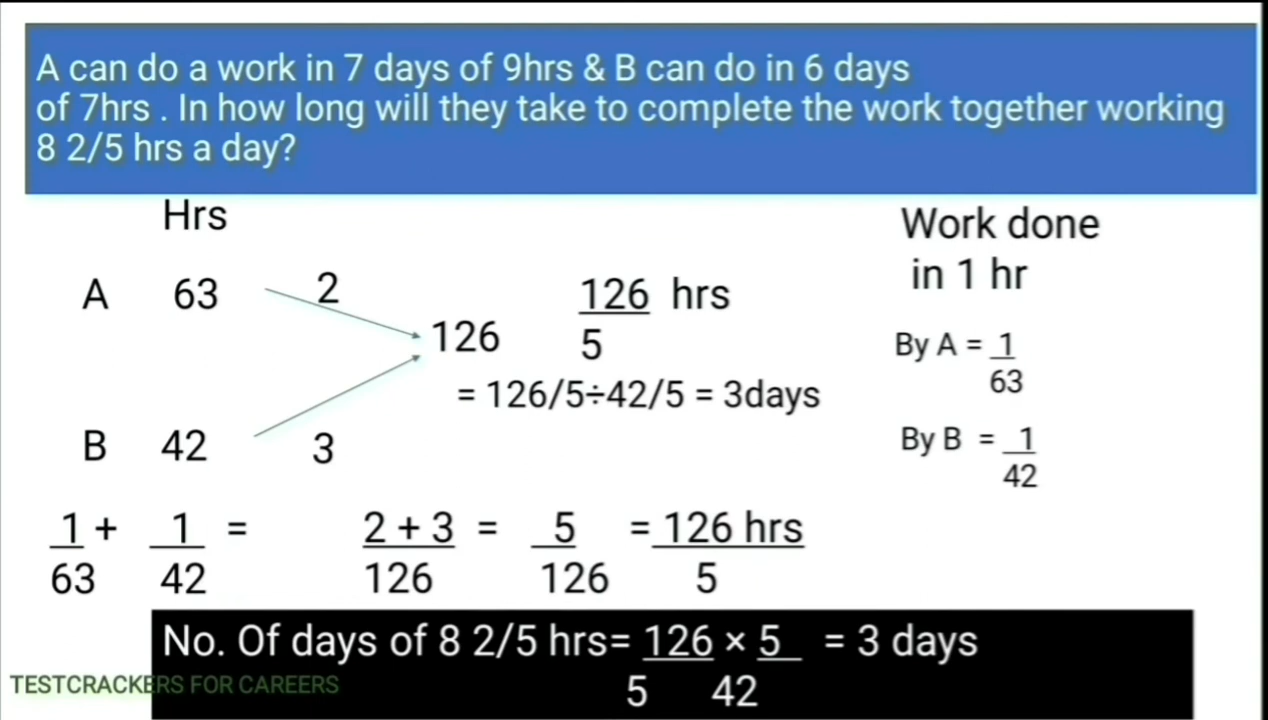 A can do a work in 7 days of 9hrs & B can do in 6 days
of 7hrs . In how long will they take to complete the work together working
8 2/5 hrs a day?
Hrs
Work done
in 1 hr
A 63 2
126
126 hrs
5
= 126/5÷42/5 = 3days
By A = 1
63
B 42 3
By B = 1
42
1 + 1 = 2 + 3 = 5 = 126 hrs
63 42 126 126 5
No. Of days of 8 2/5 hrs= 126 × 5 = 3 days
5 42
TESTCRACKERS FOR CAREERS